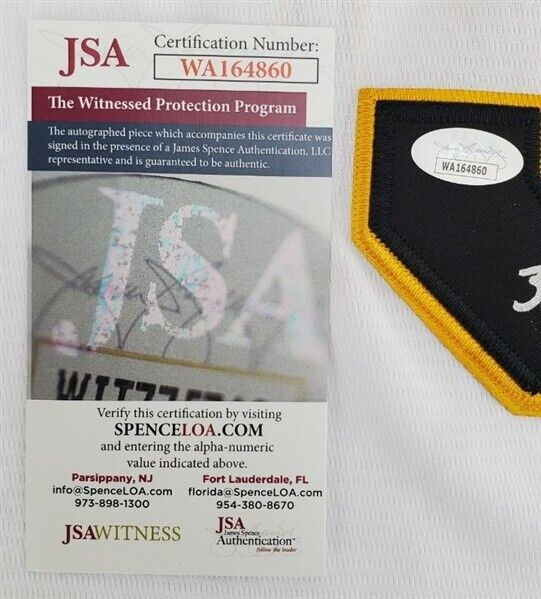 JSA
Certification Number:
WA164860
The Witnessed Protection Program
The autographed piece which accompanies this certificate was
signed in the presence of a James Spence Authentication, LLC
representative and is guaranteed to be authentic.
JSA
Verify this certification by visiting
SPENCELOA.COM
and entering the alpha-numeric
value indicated above.
Parsippany, NJ
info@SpenceLOA.com
973-898-1300
Fort Lauderdale, FL
florida@SpenceLOA.com
954-380-8670
JSAWITNESS
JSA
James Spence
Authentication
follow the leader
WA164860
3